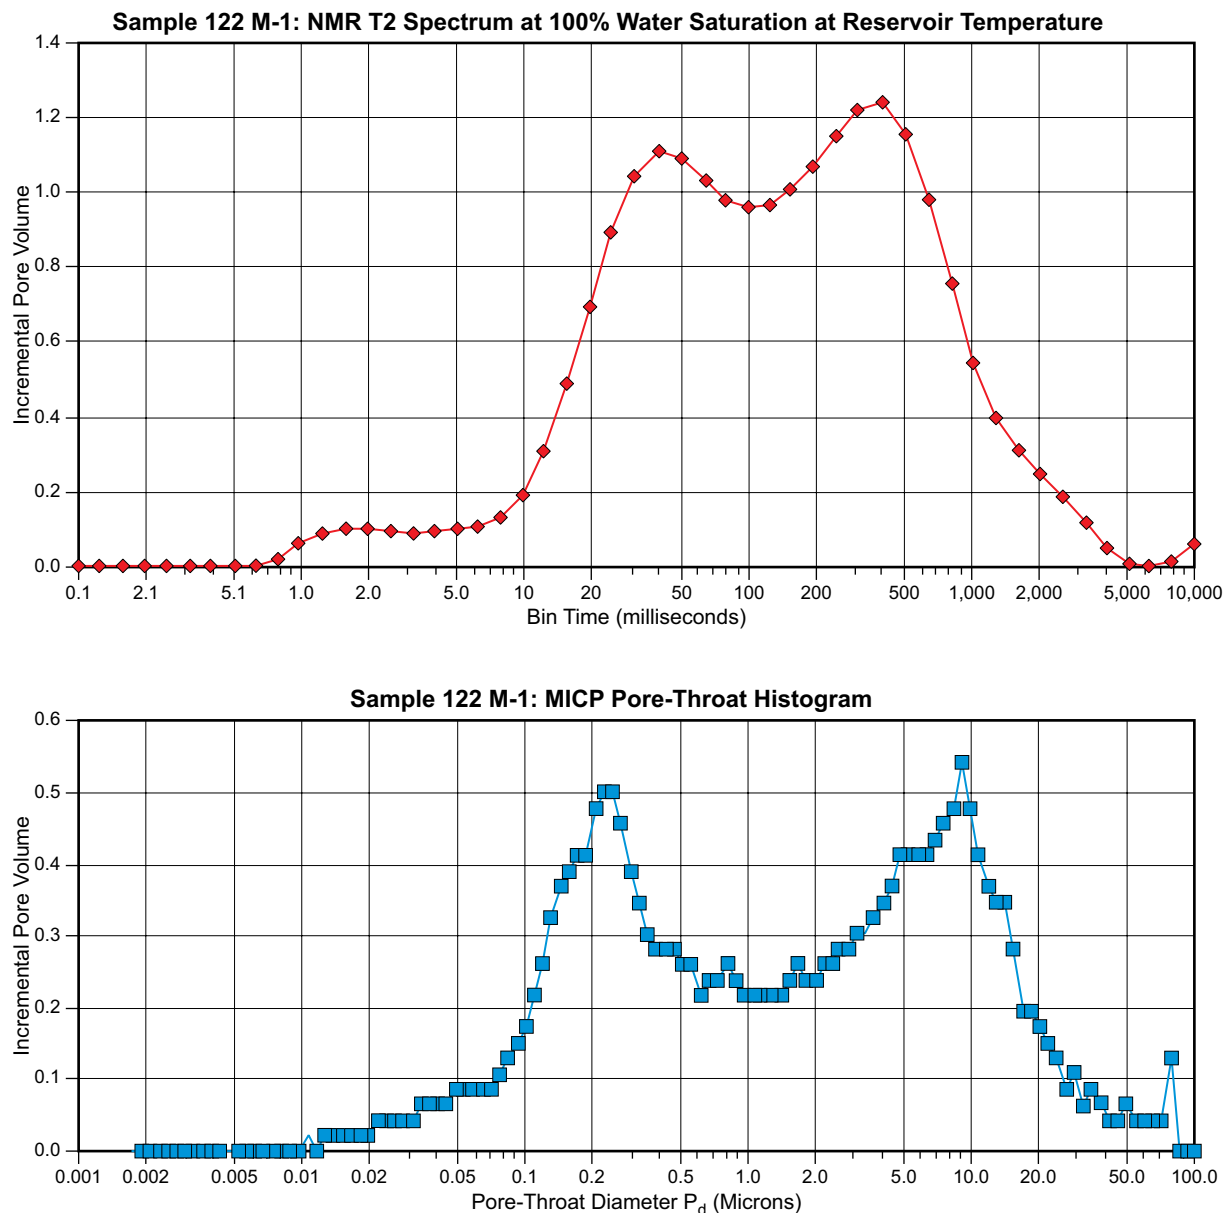 Sample 122 M-1: NMR T2 Spectrum at 100% Water Saturation at Reservoir Temperature
Incremental Pore Volume
1.4
1.2
1.0
0.8
0.6
0.4
0.2
0.0
0.1 2.1 5.1 1.0 2.0 5.0 10 20 50 100 200 500 1,000 2,000 5,000 10,000
Bin Time (milliseconds)
Sample 122 M-1: MICP Pore-Throat Histogram
Incremental Pore Volume
0.6
0.5
0.4
0.3
0.2
0.1
0.0
0.001 0.002 0.005 0.01 0.02 0.05 0.1 0.2 0.5 1.0 2.0 5.0 10.0 20.0 50.0 100.0
Pore-Throat Diameter Pd (Microns)